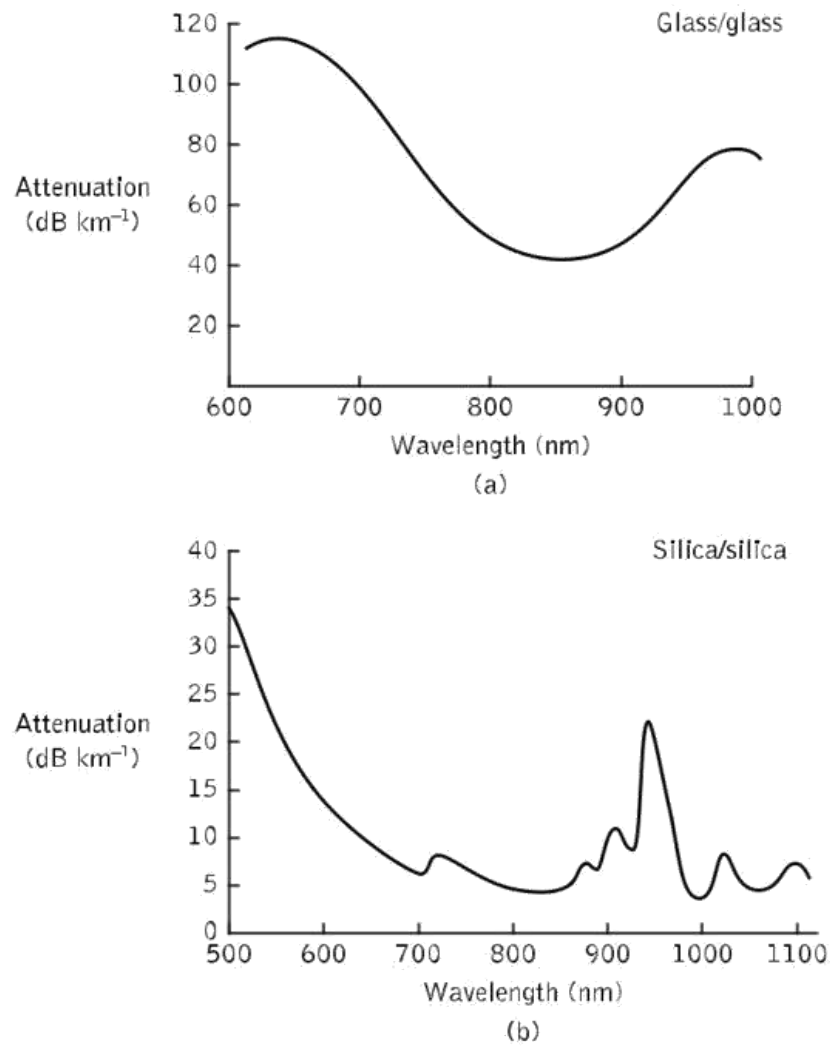 Glass/glass
120
100
80
60
40
20
Attenuation
(dB km⁻¹)
600 700 800 900 1000
Wavelength (nm)
(a)
Silica/silica
40
35
30
25
20
15
10
5
0
Attenuation
(dB km⁻¹)
500 600 700 800 900 1000 1100
Wavelength (nm)
(b)